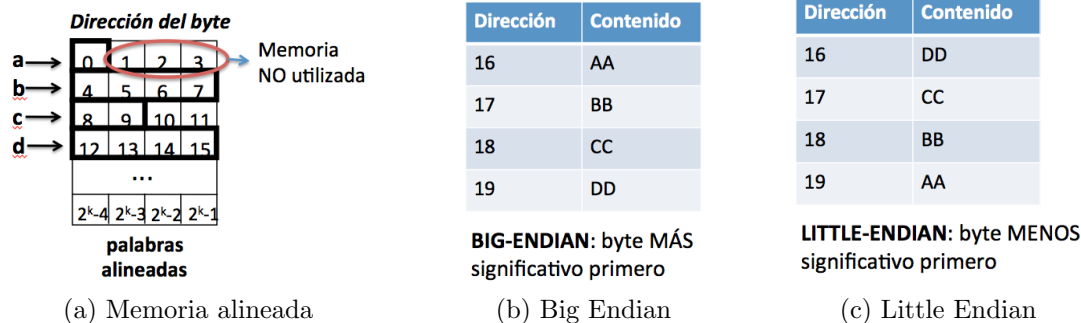 Dirección del byte
a 0 1 2 3
Memoria
NO utilizada
b 4 5 6 7
c 8 9 10 11
d 12 13 14 15
...
2^k-4 2^k-3 2^k-2 2^k-1
palabras
alineadas
(a) Memoria alineada
Dirección Contenido
16 AA
17 BB
18 CC
19 DD
BIG-ENDIAN: byte MÁS
significativo primero
(b) Big Endian
Dirección Contenido
16 DD
17 CC
18 BB
19 AA
LITTLE-ENDIAN: byte MENOS
significativo primero
(c) Little Endian